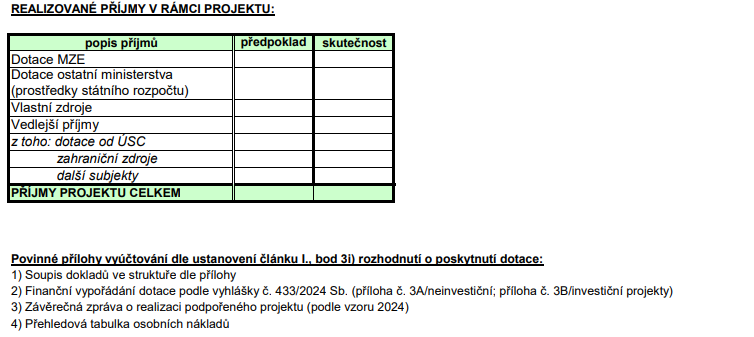 REALIZOVANÉ PŘÍJMY V RÁMCI PROJEKTU:
popis příjmů předpoklad skutečnost
Dotace MZE
Dotace ostatní ministerstva
(prostředky státního rozpočtu)
Vlastní zdroje
Vedlejší příjmy
z toho: dotace od ÚSC
zahraniční zdroje
další subjekty
PŘÍJMY PROJEKTU CELKEM
Povinné přílohy vyúčtování dle ustanovení článku I., bod 3i) rozhodnutí o poskytnutí dotace:
1) Soupis dokladů ve struktuře dle přílohy
2) Finanční vypořádání dotace podle vyhlášky č. 433/2024 Sb. (příloha č. 3A/neinvestiční; příloha č. 3B/investiční projekty)
3) Závěrečná zpráva o realizaci podpořeného projektu (podle vzoru 2024)
4) Přehledová tabulka osobních nákladů